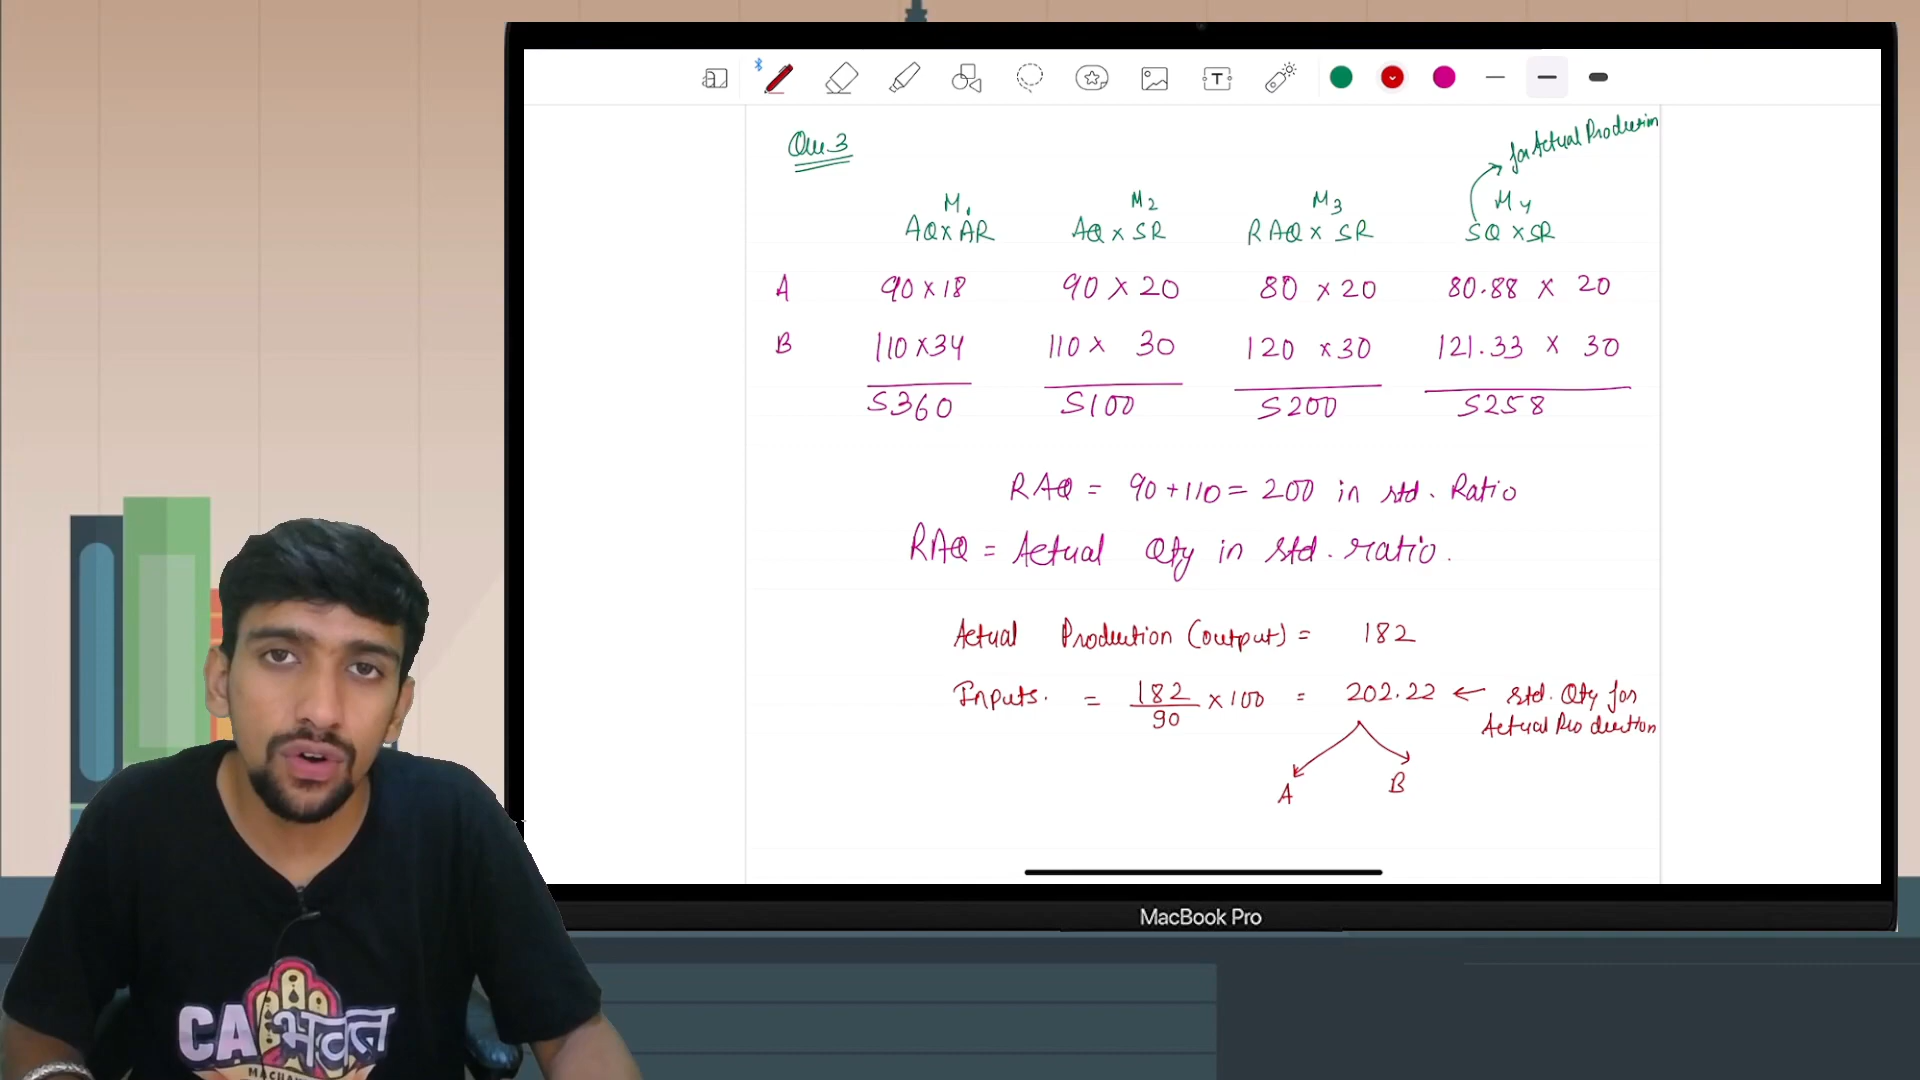 Que 3
for Actual Production
M1 M2 M3 M4
AQ x AR AQ x SR RAQ x SR SQ x SR
A 90 x 18 90 x 20 80 x 20 80.88 x 20
B 110 x 34 110 x 30 120 x 30 121.33 x 30
5360 5100 5200 5258
RAQ = 90 + 110 = 200 in std. Ratio
RAQ = Actual Qty in std. ratio.
Actual Production (output) = 182
Inputs. = 182/90 x 100 = 202.22 ← std. Qty for
Actual Production
A B
MacBook Pro
CA भक्त